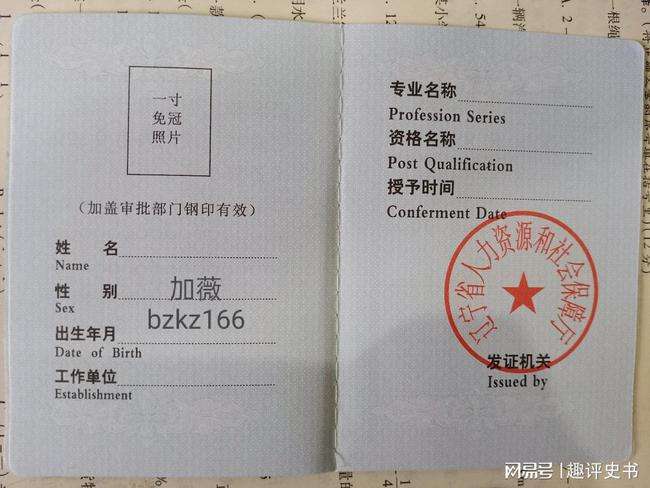 一寸
免冠
照片
(加盖审批部门钢印有效)
姓 名
Name
性 别
Sex
加薇
bzkz166
出生年月
Date of Birth
工作单位
Establishment
专业名称
Profession Series
资格名称
Post Qualification
授予时间
Conferment Date
辽宁省人力资源和社会保障厅
发证机关
Issued by
搜狐号@趣评史书